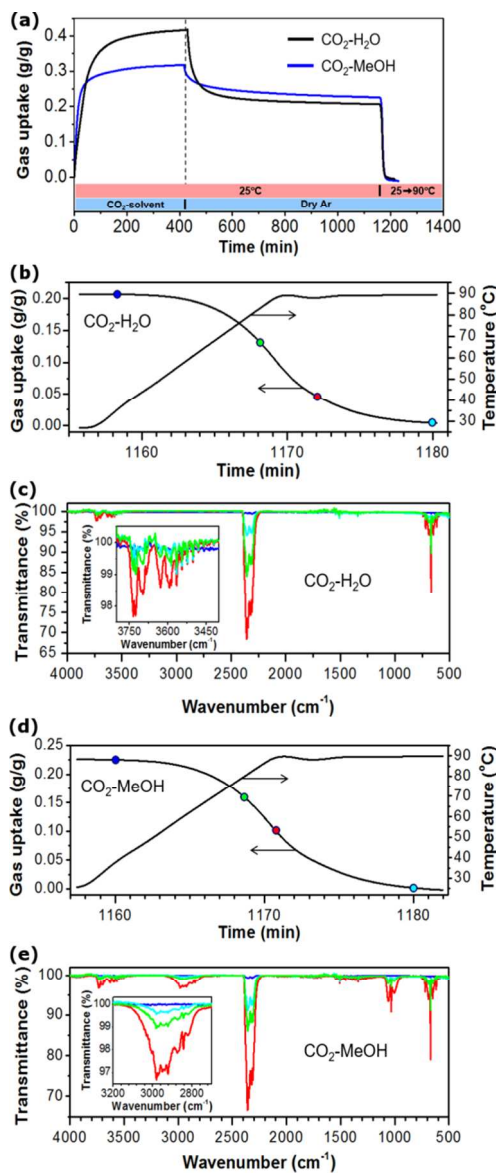 (a)
Gas uptake (g/g)
0.4
0.3
0.2
0.1
0.0
CO₂-H₂O
CO₂-MeOH
25°C
25→90°C
CO₂-solvent
Dry Ar
0 200 400 600 800 1000 1200 1400
Time (min)
(b)
Gas uptake (g/g)
0.20
0.15
0.10
0.05
0.00
CO₂-H₂O
90
80
70
60
50
40
30
Temperature (°C)
1160 1170 1180
Time (min)
(c)
Transmittance (%)
100
95
90
85
80
75
70
65
Transmittance (%)
100
99
98
3750 3600 3450
Wavenumber (cm⁻¹)
CO₂-H₂O
4000 3500 3000 2500 2000 1500 1000 500
Wavenumber (cm⁻¹)
(d)
Gas uptake (g/g)
0.25
0.20
0.15
0.10
0.05
0.00
CO₂-MeOH
90
80
70
60
50
40
30
Temperature (°C)
1160 1170 1180
Time (min)
(e)
Transmittance (%)
100
90
80
70
Transmittance (%)
100
99
98
97
3200 3000 2800
Wavenumber (cm⁻¹)
CO₂-MeOH
4000 3500 3000 2500 2000 1500 1000 500
Wavenumber (cm⁻¹)